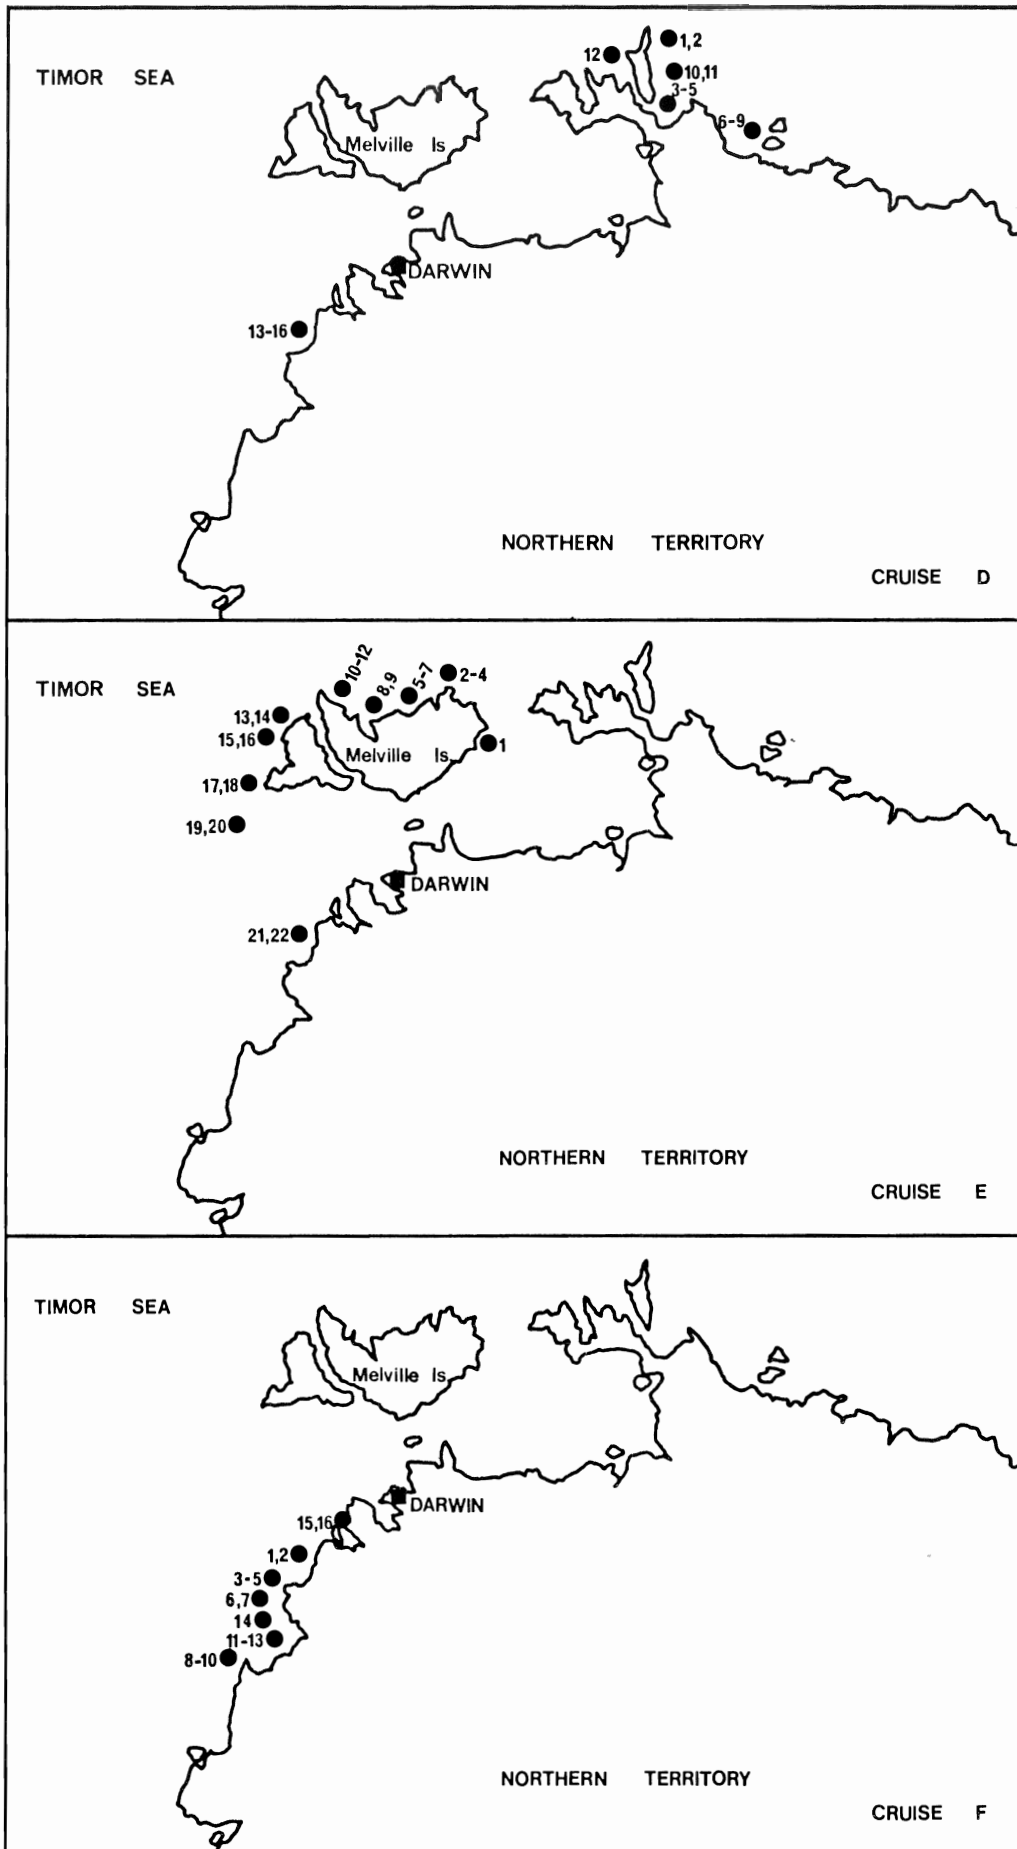 TIMOR SEA
12
1,2
10,11
3-5
6-9
Melville Is
DARWIN
13-16
NORTHERN TERRITORY
CRUISE D
TIMOR SEA
10-12
8,9
5-7
2-4
13,14
15,16
1
Melville Is
17,18
19,20
DARWIN
21,22
NORTHERN TERRITORY
CRUISE E
TIMOR SEA
Melville Is
DARWIN
15,16
1,2
3-5
6,7
14
11-13
8-10
NORTHERN TERRITORY
CRUISE F